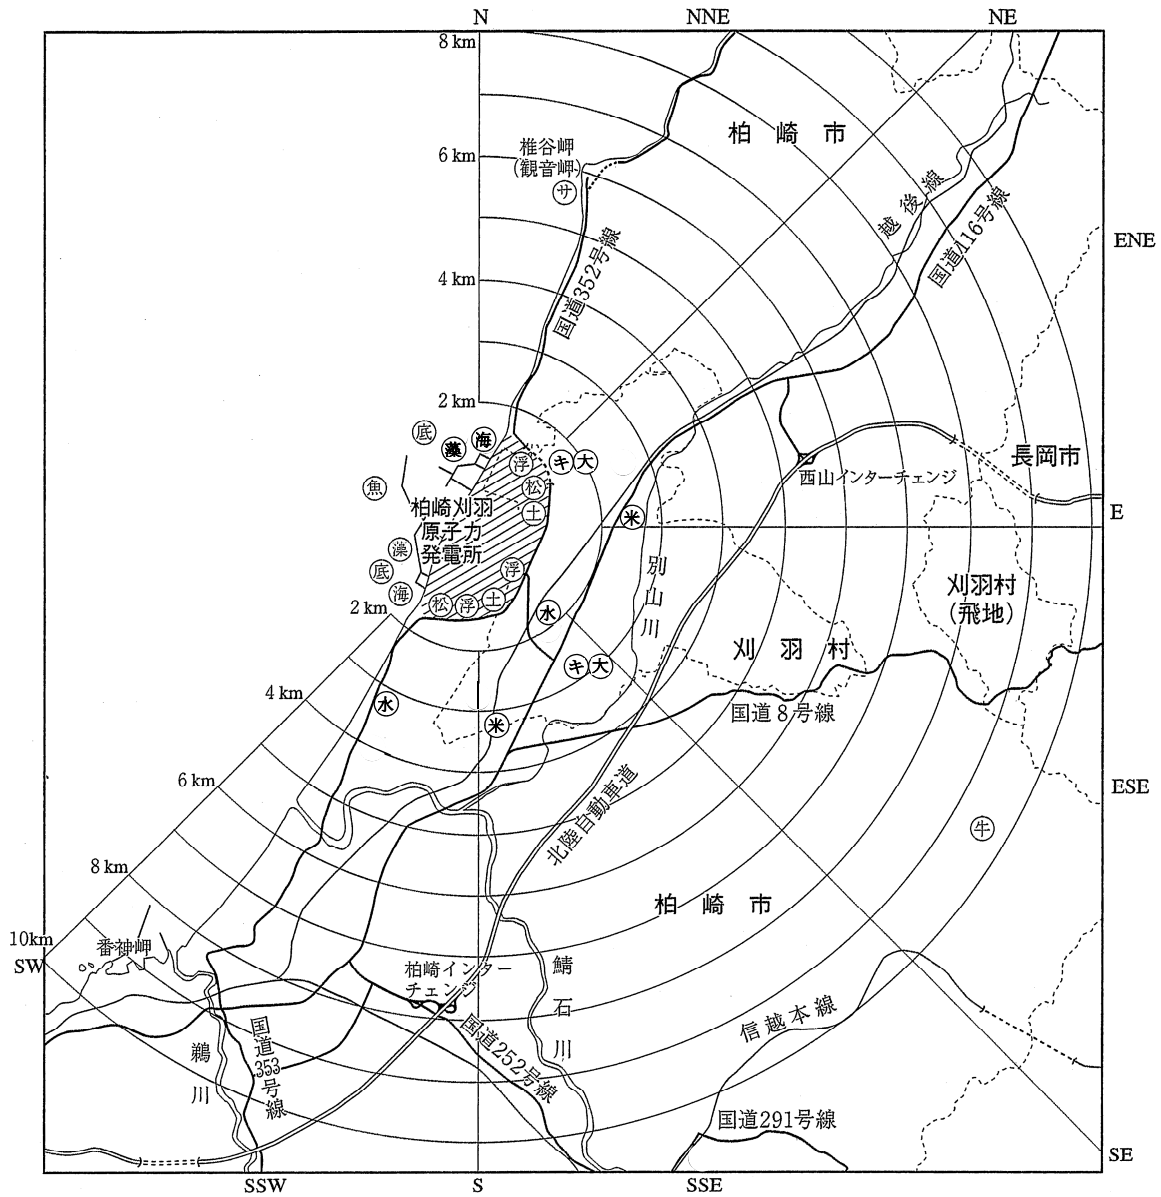 N
NNE
NE
8 km
柏崎市
椎谷岬
(観音岬)
サ
6 km
越後線
国道116号線
ENE
国道352号線
4 km
2 km
底
藻
海
浮
キ
大
長岡市
西山インターチェンジ
魚
松
柏崎刈羽
原子力
発電所
土
米
E
藻
底
海
浮
別山川
刈羽村
(飛地)
2 km
松
浮
土
水
刈羽村
キ
大
4 km
水
米
国道8号線
6 km
北陸自動車道
ESE
牛
8 km
柏崎市
10km
SW
番神岬
柏崎インター
チェンジ
鯖石川
信越本線
鵜川
国道353号線
国道252号線
国道291号線
SE
SSW
S
SSE